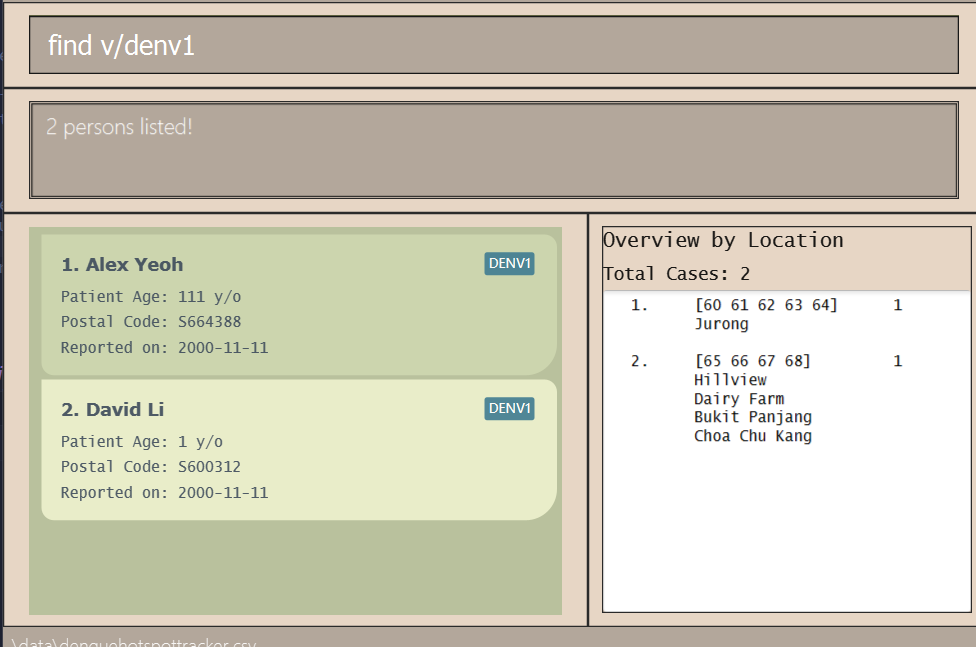 find v/denv1
2 persons listed!
1. Alex Yeoh
DENV1
Patient Age: 111 y/o
Postal Code: S664388
Reported on: 2000-11-11
2. David Li
DENV1
Patient Age: 1 y/o
Postal Code: S600312
Reported on: 2000-11-11
Overview by Location
Total Cases: 2
1. [60 61 62 63 64] 1
Jurong
2. [65 66 67 68] 1
Hillview
Dairy Farm
Bukit Panjang
Choa Chu Kang
.\data\denguehotspottracker.csv